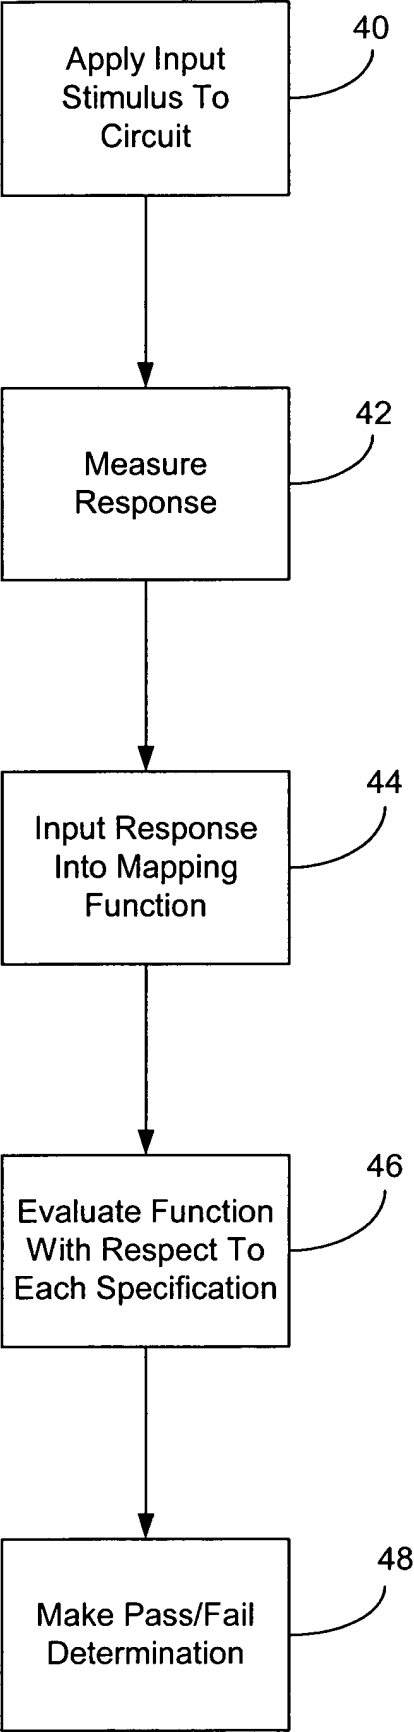 40
Apply Input
Stimulus To
Circuit
42
Measure
Response
44
Input Response
Into Mapping
Function
46
Evaluate Function
With Respect To
Each Specification
48
Make Pass/Fail
Determination